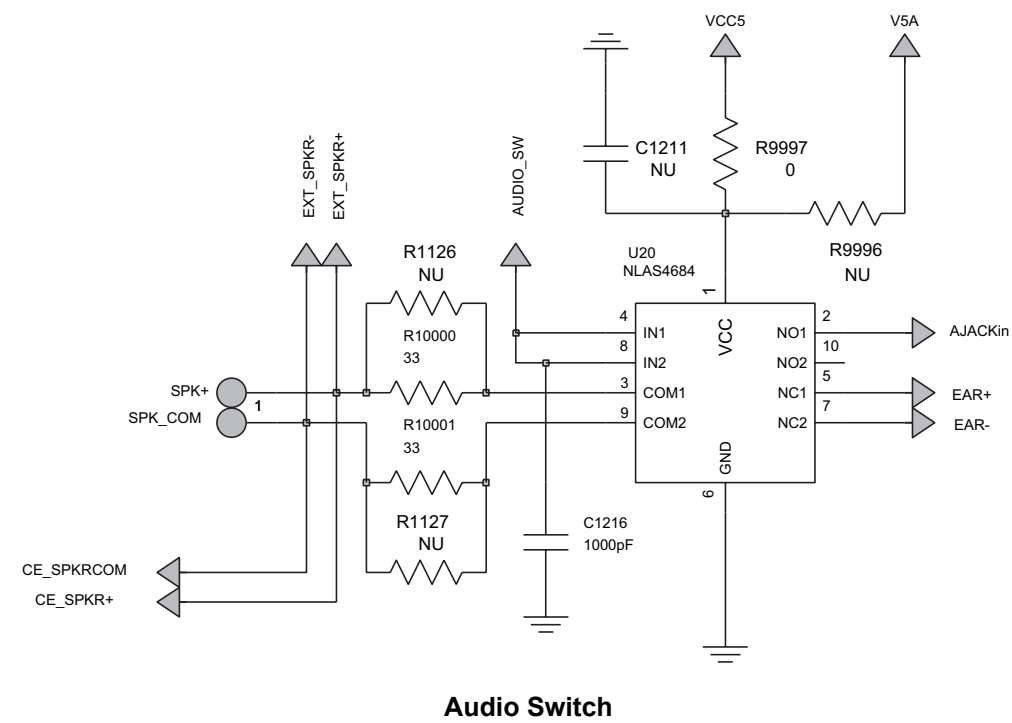 VCC5
V5A
EXT_SPKR-
EXT_SPKR+
AUDIO_SW
C1211
NU
R9997
0
R9996
NU
R1126
NU
U20
NLAS4684
1
VCC
4
IN1
NO1
2
AJACKin
8
IN2
NO2
10
R10000
33
SPK+
3
COM1
NC1
5
EAR+
SPK_COM
1
9
COM2
NC2
7
EAR-
R10001
33
GND
6
R1127
NU
C1216
1000pF
CE_SPKRCOM
CE_SPKR+
Audio Switch